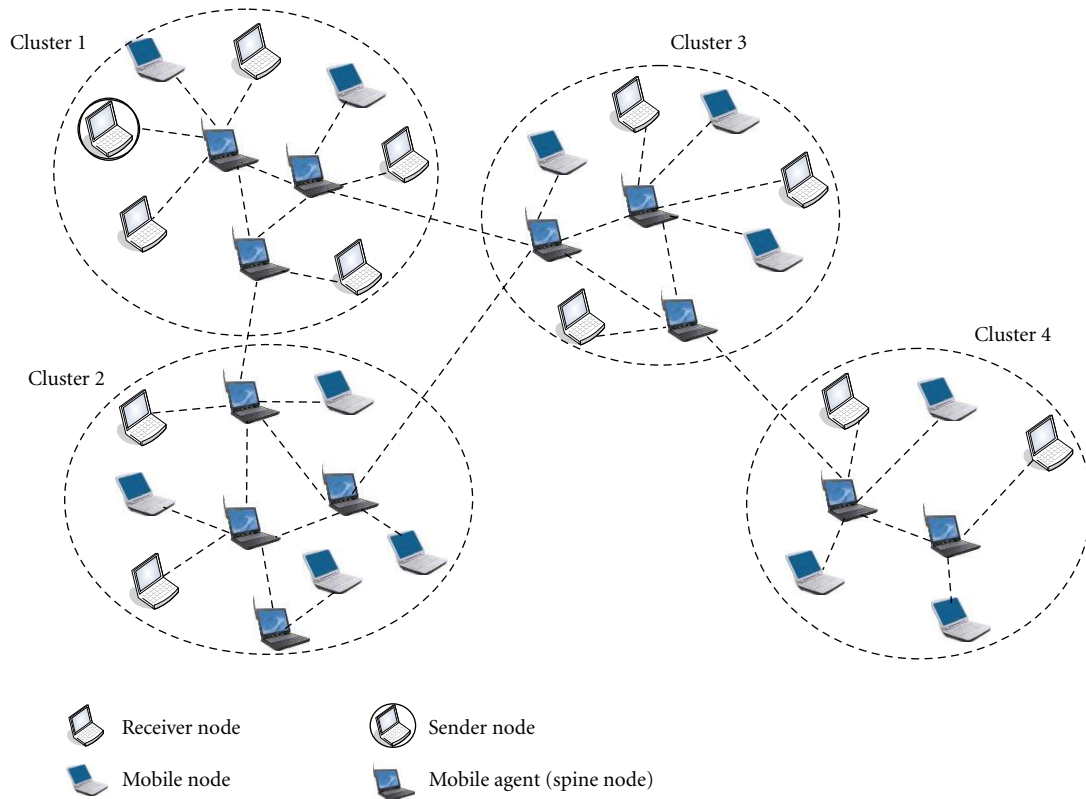 Cluster 1
Cluster 3
Cluster 4
Cluster 2
Receiver node
Sender node
Mobile node
Mobile agent (spine node)